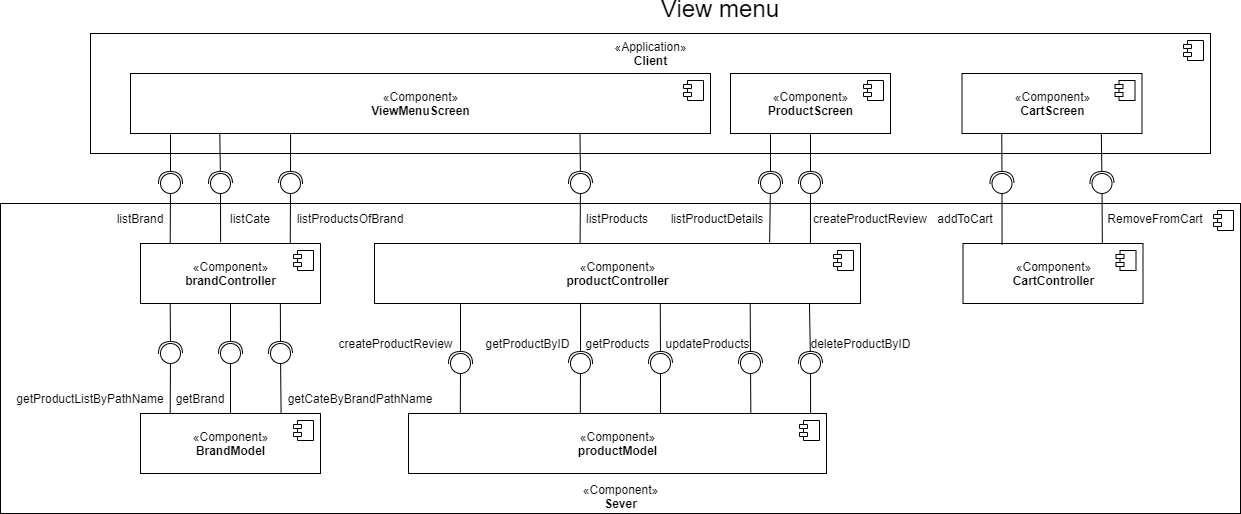 View menu
«Application»
Client
«Component»
ViewMenuScreen
«Component»
ProductScreen
«Component»
CartScreen
listBrand
listCate
listProductsOfBrand
listProducts
listProductDetails
createProductReview
addToCart
RemoveFromCart
«Component»
brandController
«Component»
productController
«Component»
CartController
createProductReview
getProductByID
getProducts
updateProducts
deleteProductByID
getProductListByPathName
getBrand
getCateByBrandPathName
«Component»
BrandModel
«Component»
productModel
«Component»
Sever